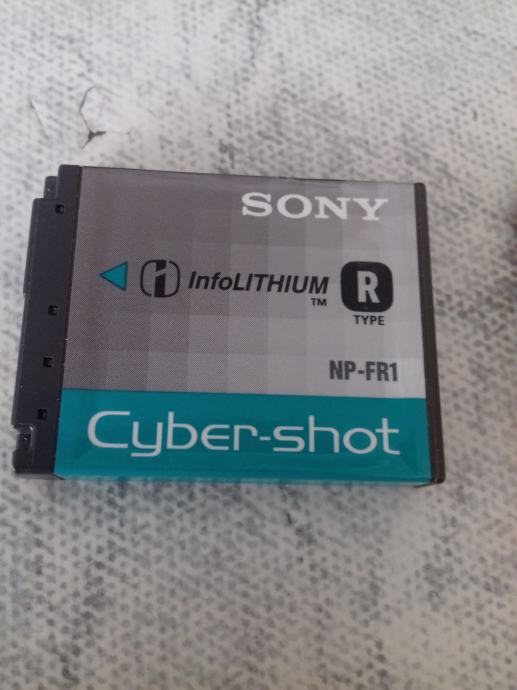 SONY
InfoLITHIUM
TM
R
TYPE
NP-FR1
Cyber-shot